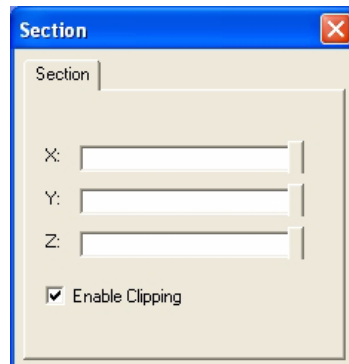 Section
Section
X:
Y:
Z:
Enable Clipping